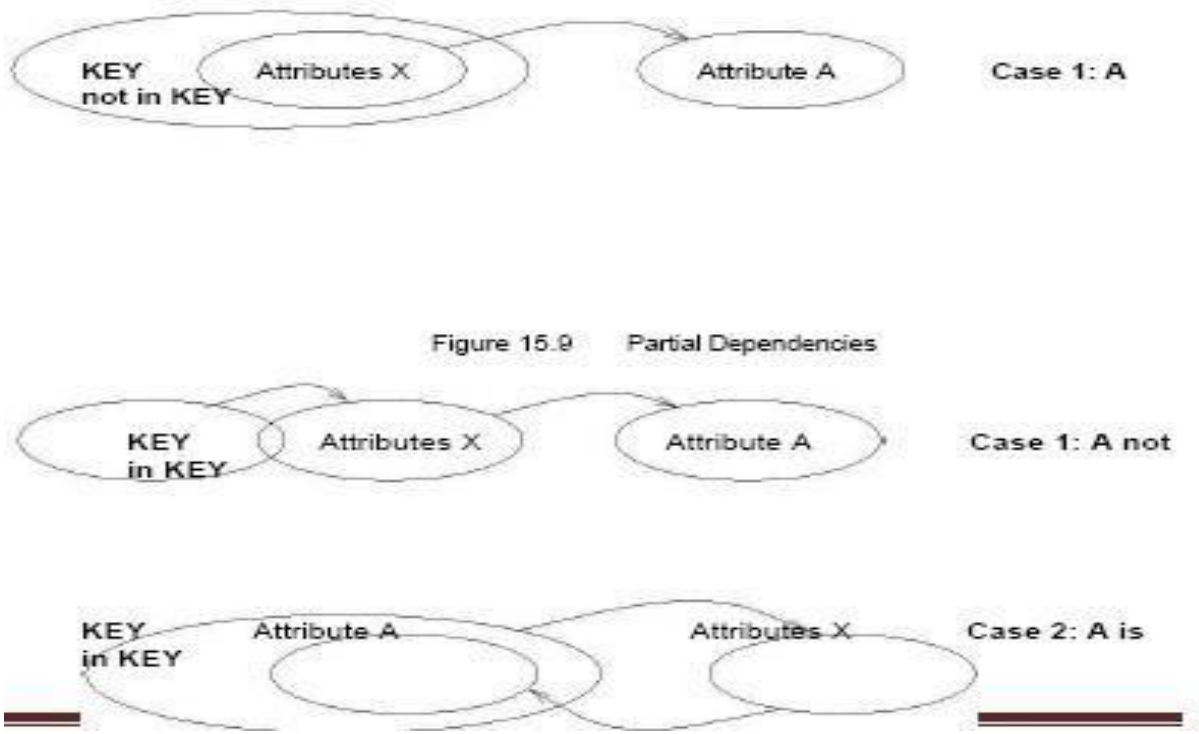 KEY Attributes X Attribute A Case 1: A
not in KEY
Figure 15.9 Partial Dependencies
KEY Attributes X Attribute A Case 1: A not
in KEY
KEY Attribute A Attributes X Case 2: A is
in KEY